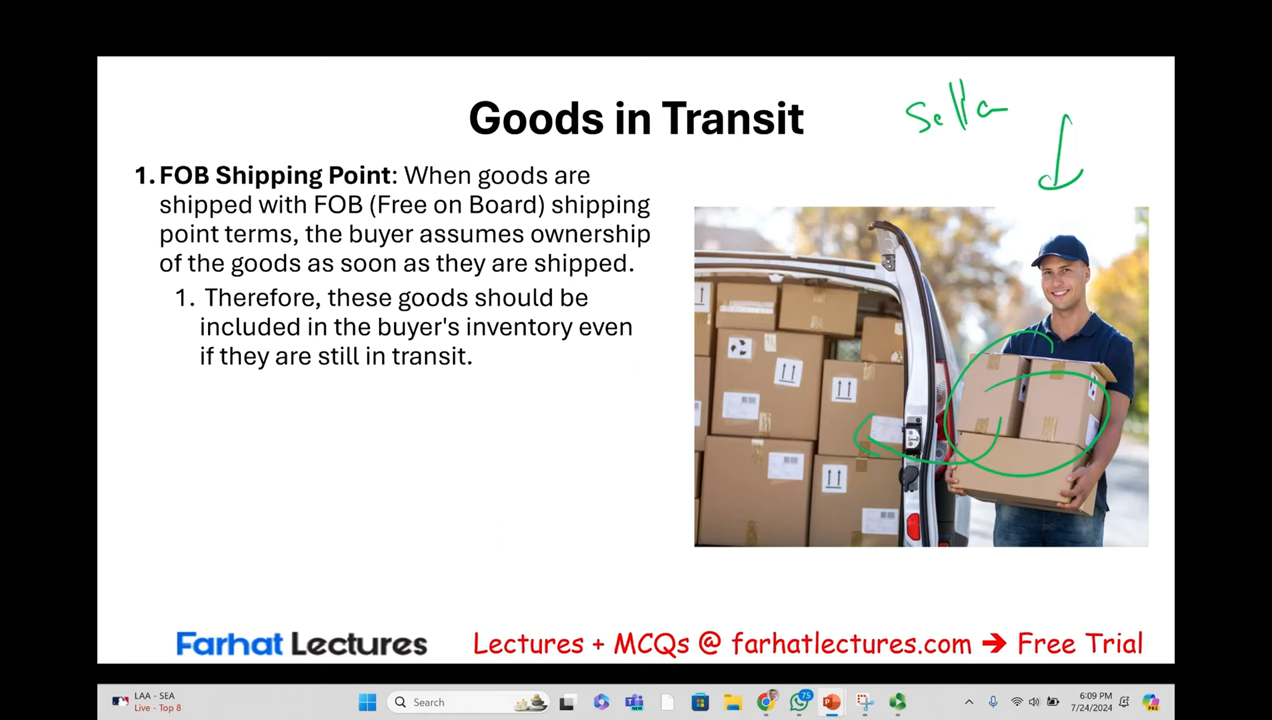 Goods in Transit
1. FOB Shipping Point: When goods are
shipped with FOB (Free on Board) shipping
point terms, the buyer assumes ownership
of the goods as soon as they are shipped.
1. Therefore, these goods should be
included in the buyer's inventory even
if they are still in transit.
Farhat Lectures
Lectures + MCQs @ farhatlectures.com ➔ Free Trial
LAA - SEA
Live - Top 8
Search
75
6:09 PM
7/24/2024
PRE